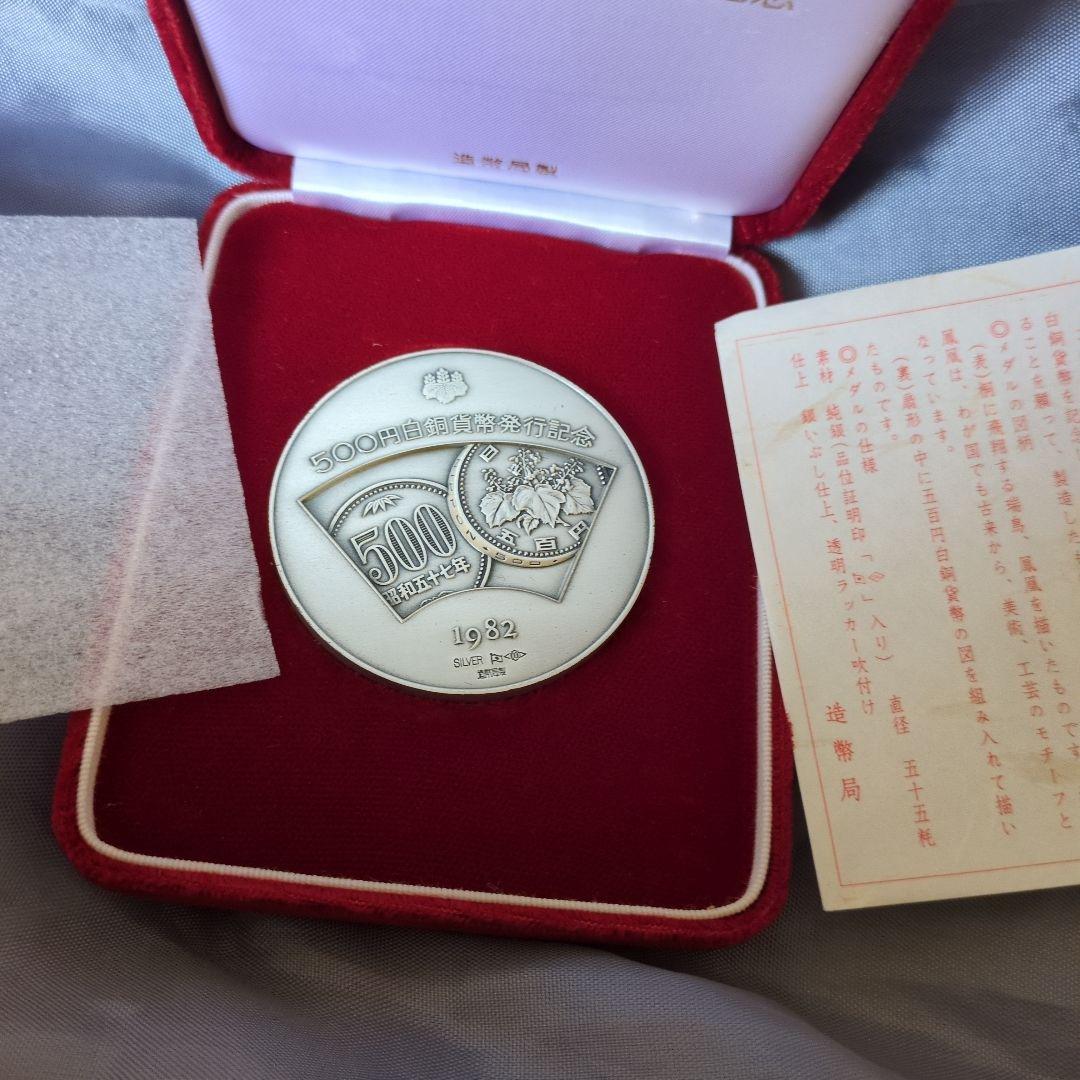 造幣局製
500円白銅貨幣発行記念
500
昭和五十七年
日
五百円
500
1982
SILVER
造幣局製
白銅貨幣を記念
ることを願って、製造したも
◎メダルの図柄
(表)桐に飛翔する瑞鳥、鳳凰を描いたものです。
鳳凰は、わが国でも古来から、美術、工芸のモチーフと
なっています。
(裏)扇形の中に五百円白銅貨幣の図を組み入れて描い
たものです。
◎メダルの仕様
素材 純銀(品位証明印「 」入り) 直径 五十五粍
仕上 銀いぶし仕上、透明ラッカー吹付け
造幣局